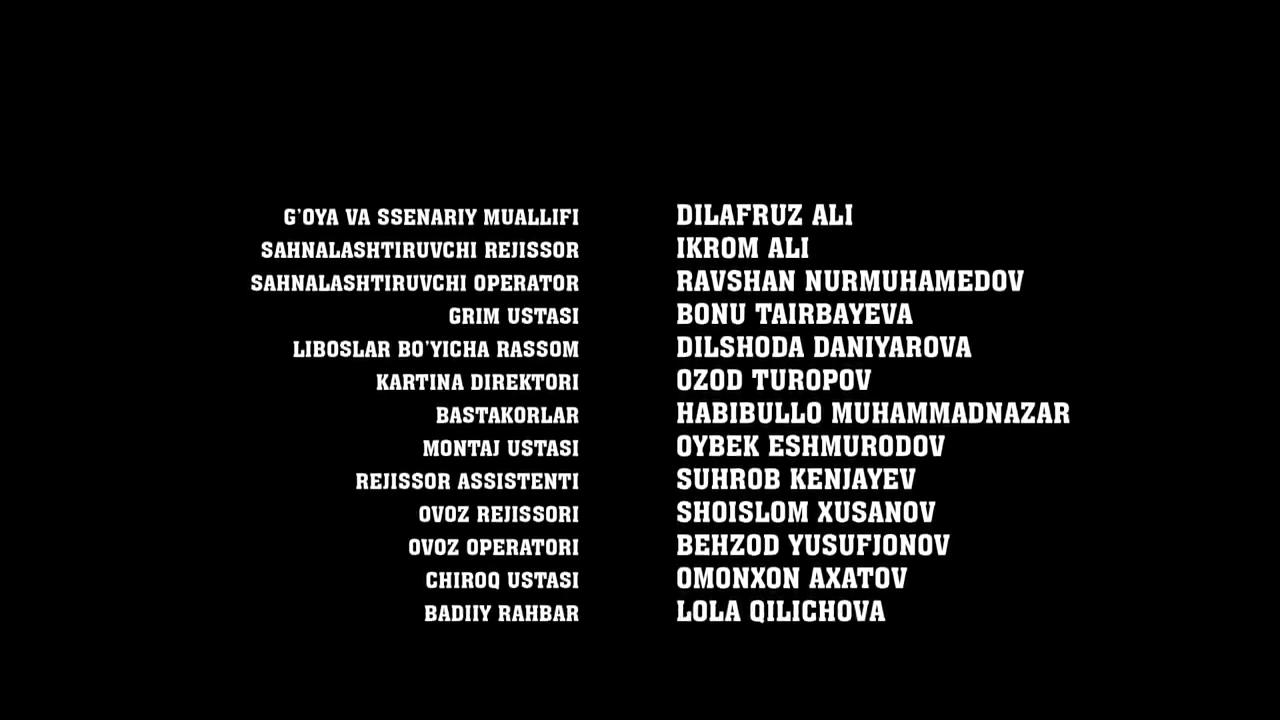 G'OYA VA SSENARIY MUALLIFI DILAFRUZ ALI
SAHNALASHTIRUVCHI REJISSOR IKROM ALI
SAHNALASHTIRUVCHI OPERATOR RAVSHAN NURMUHAMEDOV
GRIM USTASI BONU TAIRBAYEVA
LIBOSLAR BO'YICHA RASSOM DILSHODA DANIYAROVA
KARTINA DIREKTORI OZOD TUROPOV
BASTAKORLAR HABIBULLO MUHAMMADNAZAR
MONTAJ USTASI OYBEK ESHMURODOV
REJISSOR ASSISTENTI SUHROB KENJAYEV
OVOZ REJISSORI SHOISLOM XUSANOV
OVOZ OPERATORI BEHZOD YUSUFJONOV
CHIROQ USTASI OMONXON AXATOV
BADIIY RAHBAR LOLA QILICHOVA